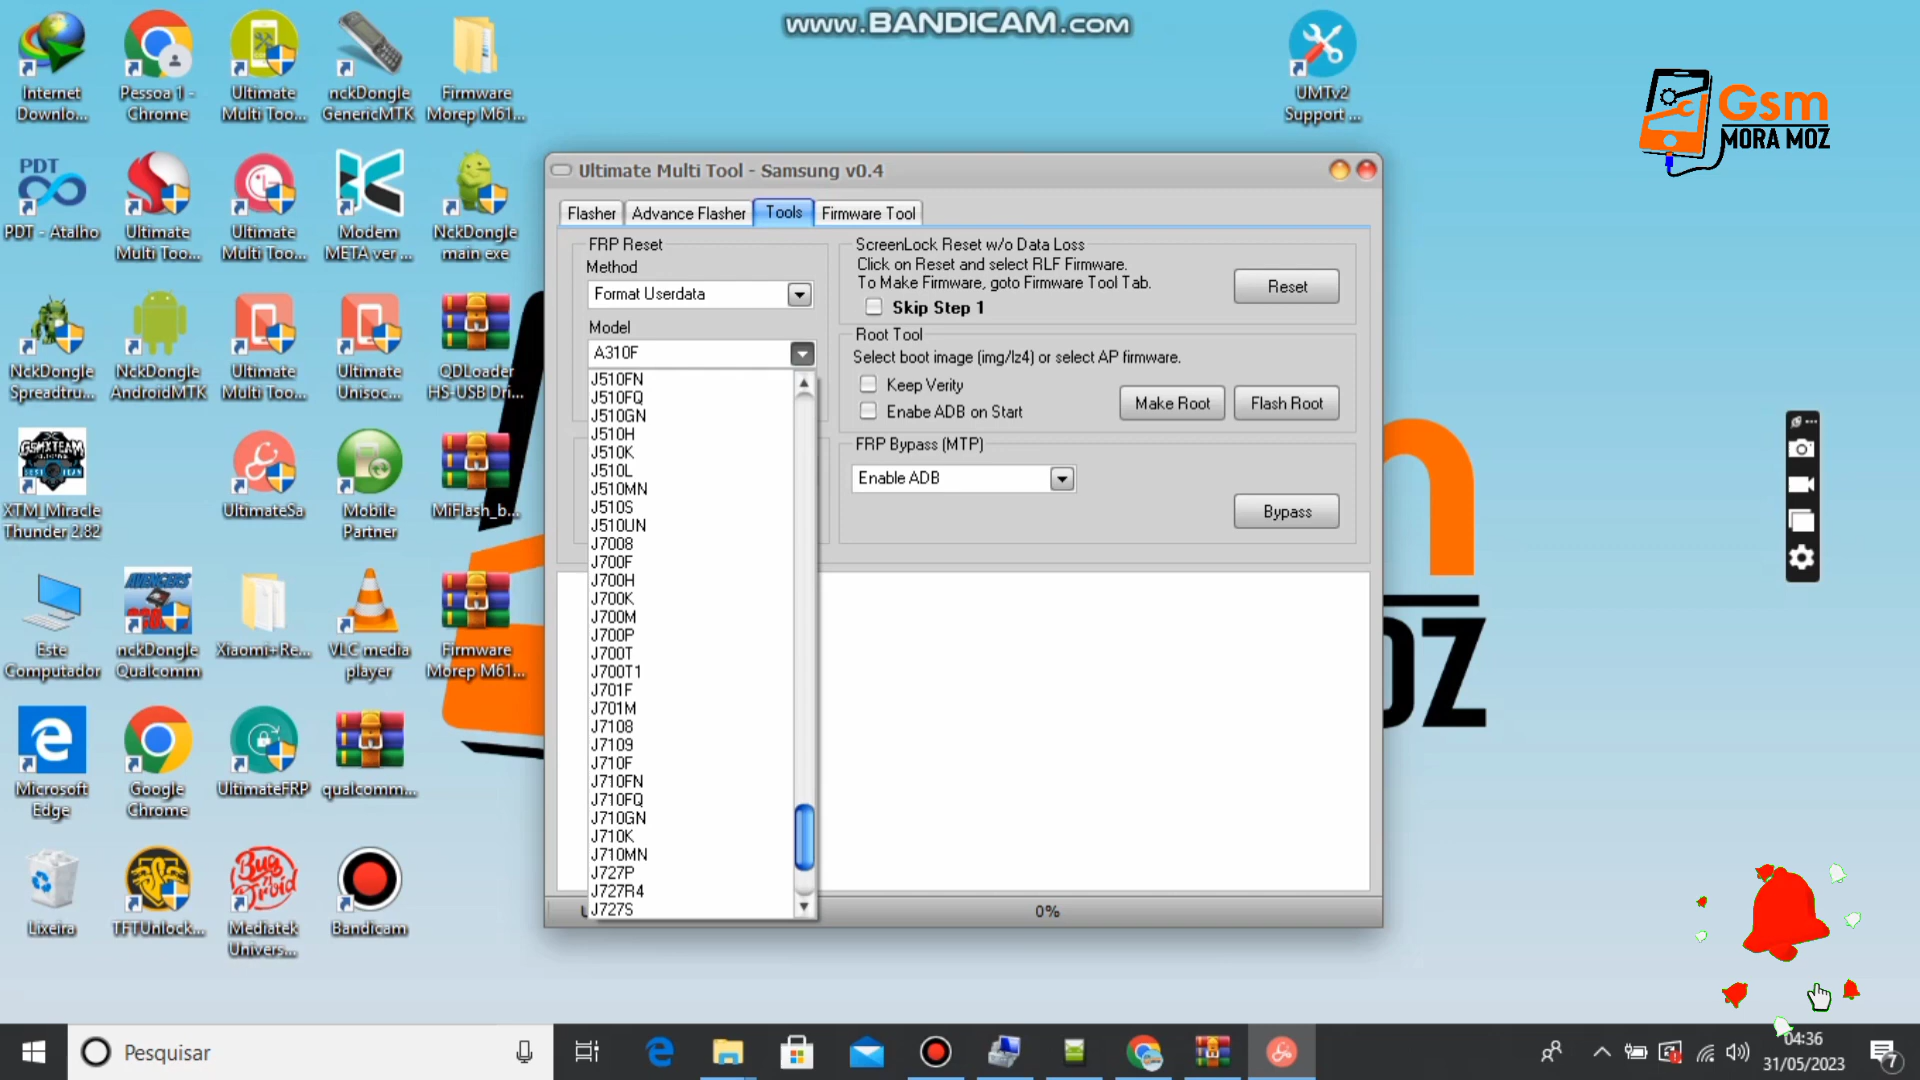 www.BANDICAM.com
Internet
Downlo...
Pessoa 1 -
Chrome
Ultimate
Multi Too...
nckDongle
GenericMTK
Firmware
Morep M61...
UMTv2
Support ...
Gsm
MORA MOZ
PDT
PDT - Atalho
Ultimate
Multi Too...
Ultimate
Multi Too...
Modem
META ver ...
NckDongle
main exe
NckDongle
Spreadtru...
NckDongle
AndroidMTK
Ultimate
Multi Too...
Ultimate
Unisoc...
QDLoader
HS-USB Dri...
GSMXTEAM
XTM_Miracle
Thunder 2.82
UltimateSa
Mobile
Partner
MiFlash_b...
Este
Computador
AVENGERS
nckDongle
Qualcomm
Xiaomi+Re...
VLC media
player
Firmware
Morep M61...
Microsoft
Edge
Google
Chrome
UltimateFRP
qualcomm...
Lixeira
TFTUnlock...
Bug
Droid
Mediatek
Univers...
Bandicam
Ultimate Multi Tool - Samsung v0.4
Flasher
Advance Flasher
Tools
Firmware Tool
FRP Reset
Method
Format Userdata
Model
A310F
J510FN
J510FQ
J510GN
J510H
J510K
J510L
J510MN
J510S
J510UN
J7008
J700F
J700H
J700K
J700M
J700P
J700T
J700T1
J701F
J701M
J7108
J7109
J710F
J710FN
J710FQ
J710GN
J710K
J710MN
J727P
J727R4
J727S
ScreenLock Reset w/o Data Loss
Click on Reset and select RLF Firmware.
To Make Firmware, goto Firmware Tool Tab.
Skip Step 1
Reset
Root Tool
Select boot image (img/lz4) or select AP firmware.
Keep Verity
Enabe ADB on Start
Make Root
Flash Root
FRP Bypass (MTP)
Enable ADB
Bypass
0%
MOZ
Pesquisar
04:36
31/05/2023
7